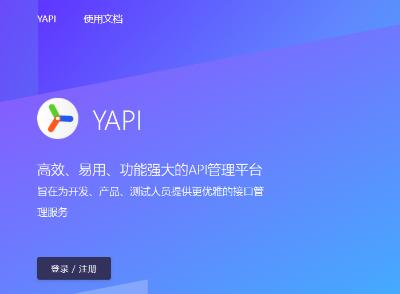 YAPI 使用文档
YAPI
高效、易用、功能强大的API管理平台
旨在为开发、产品、测试人员提供更优雅的接口管
理服务
登录 / 注册